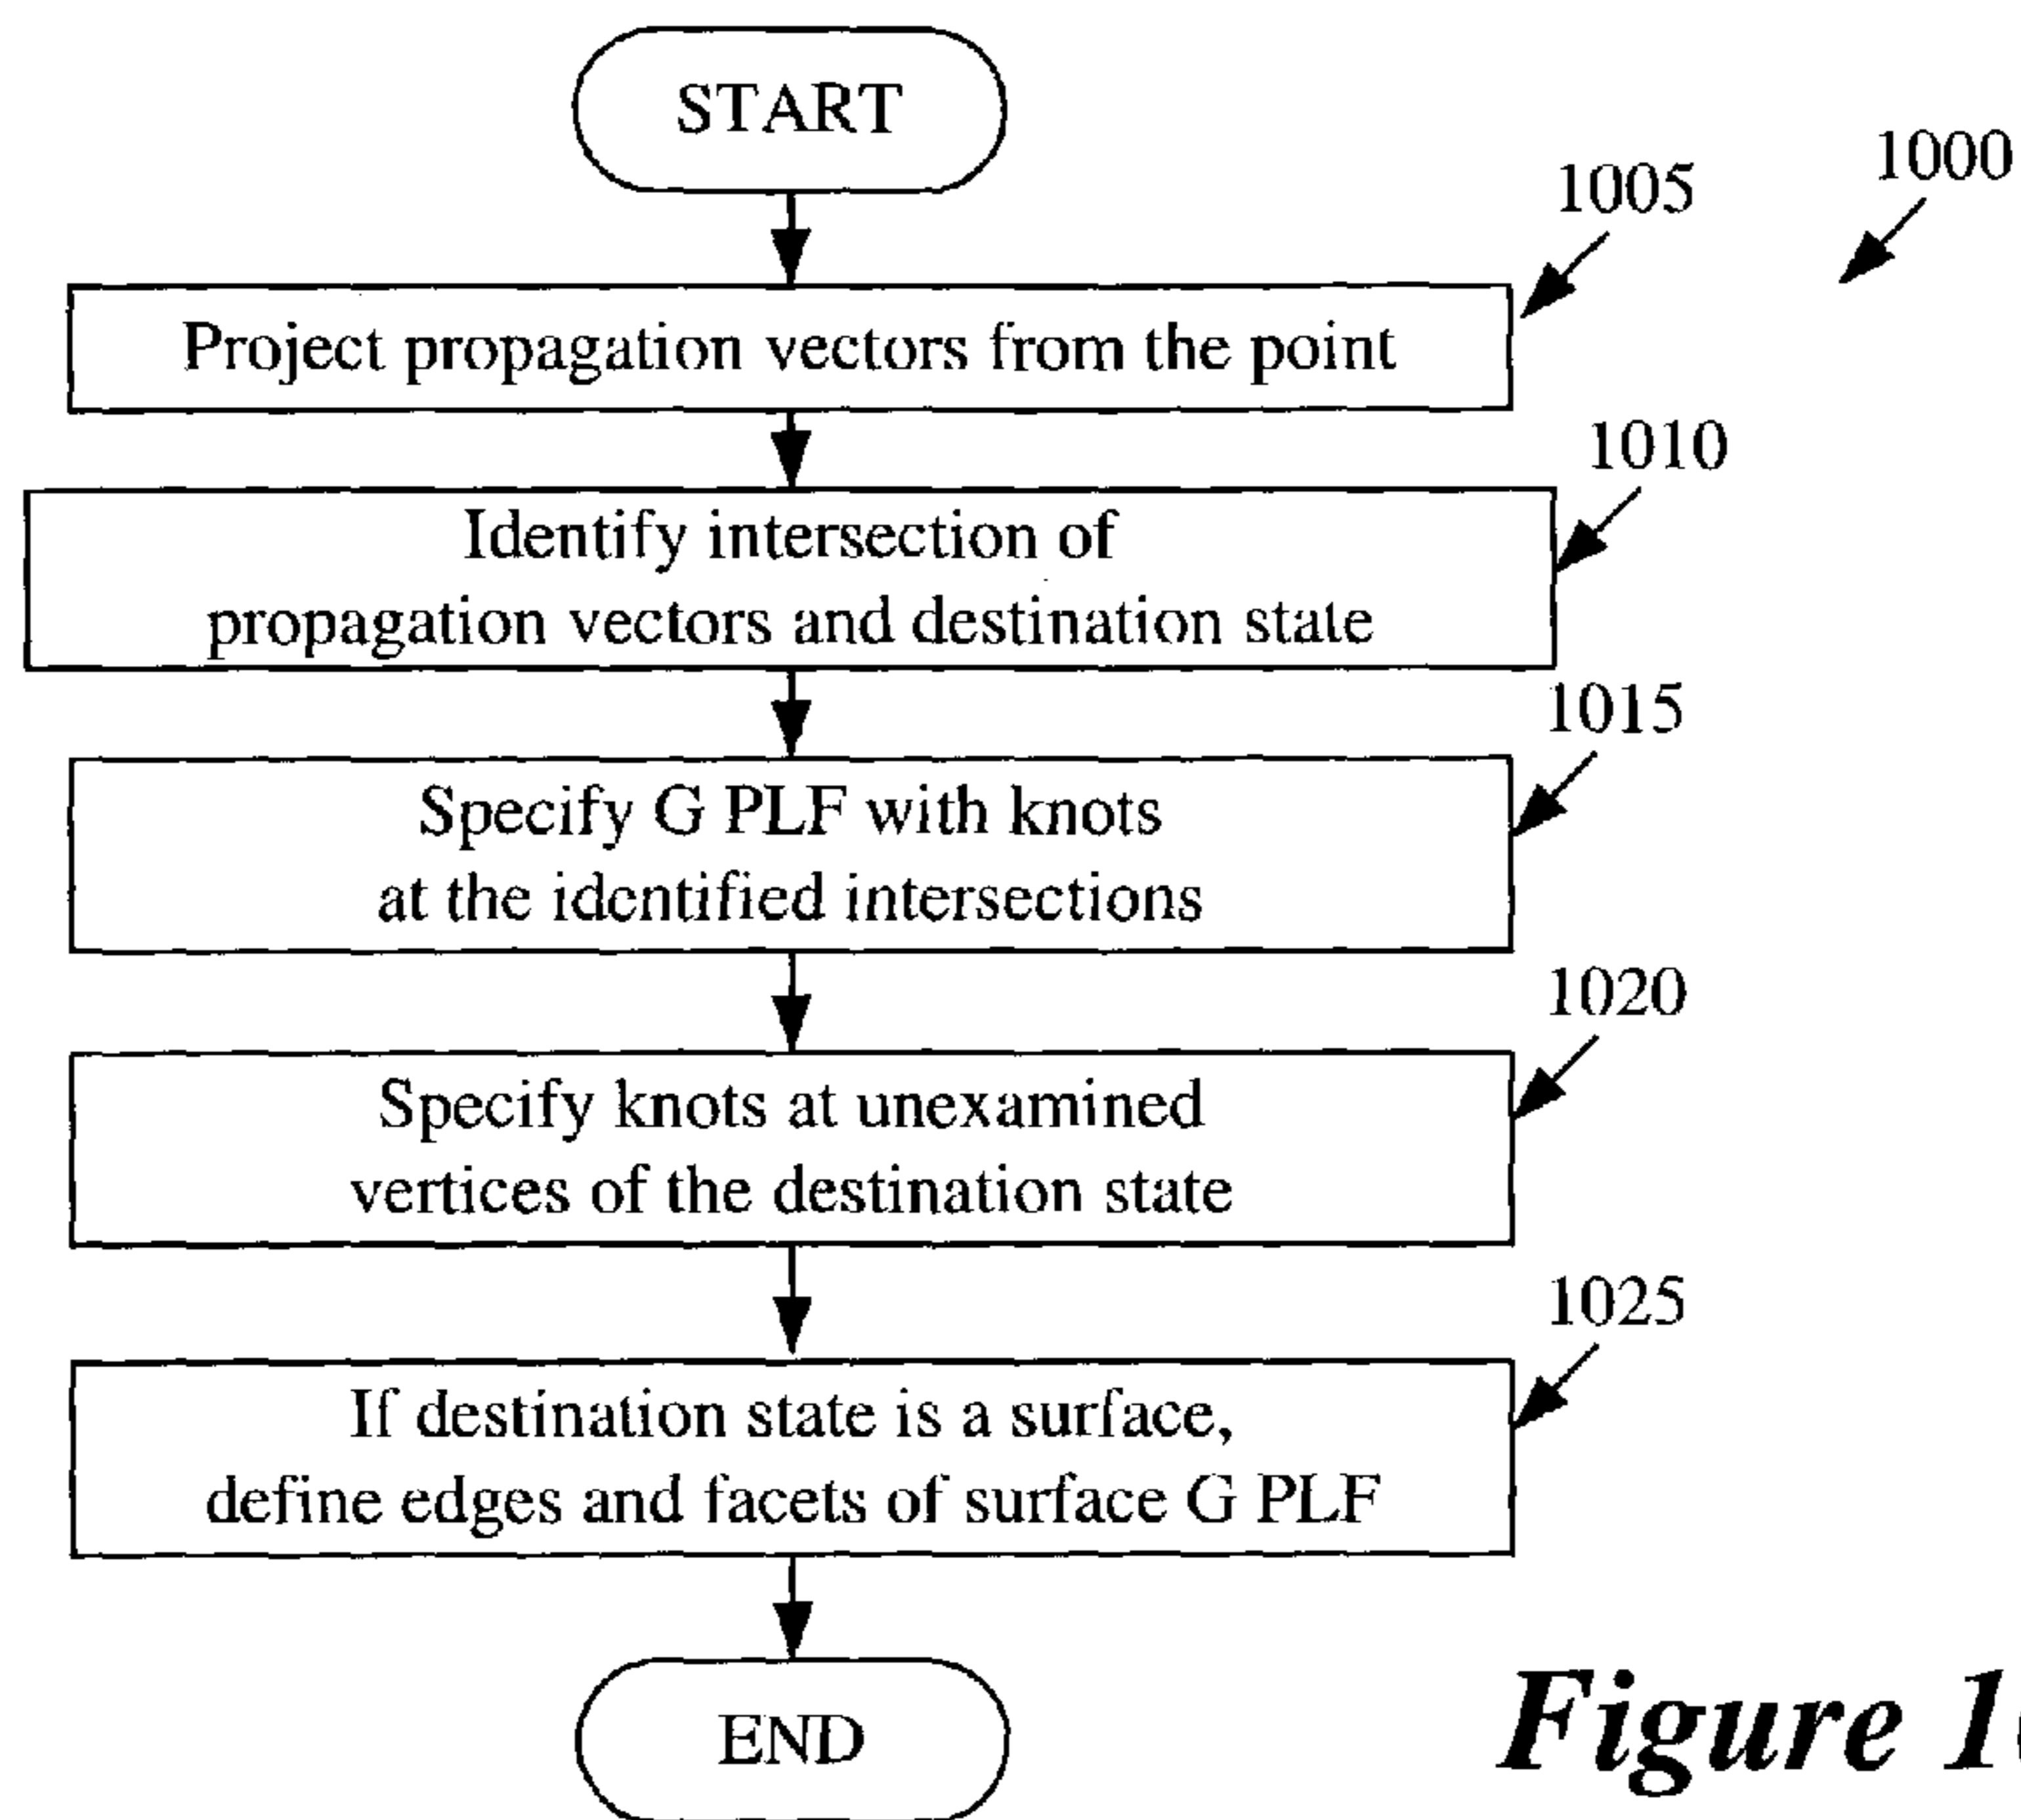 START
1000
1005
Project propagation vectors from the point
1010
Identify intersection of
propagation vectors and destination state
1015
Specify G PLF with knots
at the identified intersections
1020
Specify knots at unexamined
vertices of the destination state
1025
If destination state is a surface,
define edges and facets of surface G PLF
END
Figure